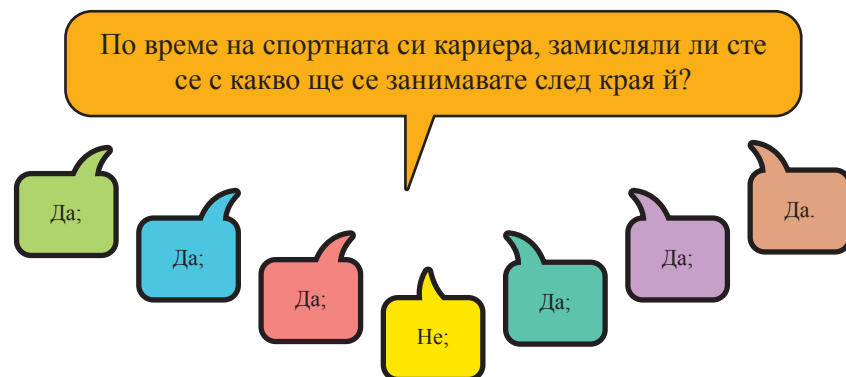 По време на спортната си кариера, замисляли ли сте
се с какво ще се занимавате след края й?
Да;
Да;
Да;
Не;
Да;
Да;
Да.